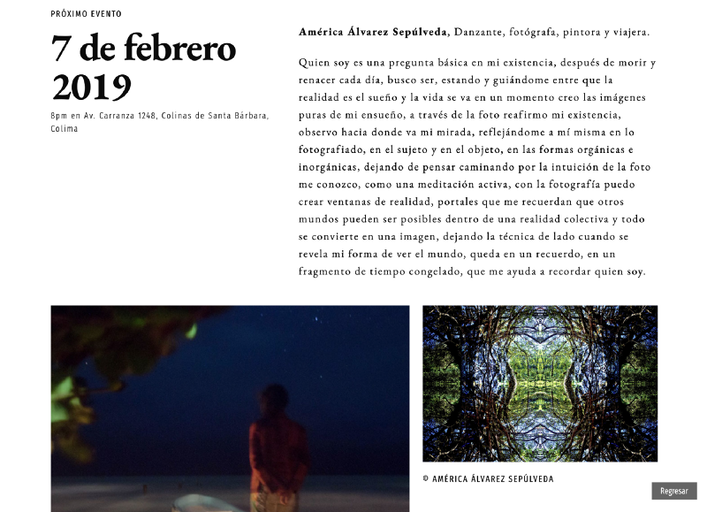 PRÓXIMO EVENTO
7 de febrero
2019
8pm en Av. Carranza 1248, Colinas de Santa Bárbara,
Colima
América Álvarez Sepúlveda, Danzante, fotógrafa, pintora y viajera.
Quien soy es una pregunta básica en mi existencia, después de morir y
renacer cada día, busco ser, estando y guiándome entre que la
realidad es el sueño y la vida se va en un momento creo las imágenes
puras de mi ensueño, a través de la foto reafirmo mi existencia,
observo hacia donde va mi mirada, reflejándome a mí misma en lo
fotografiado, en el sujeto y en el objeto, en las formas orgánicas e
inorgánicas, dejando de pensar caminando por la intuición de la foto
me conozco, como una meditación activa, con la fotografía puedo
crear ventanas de realidad, portales que me recuerdan que otros
mundos pueden ser posibles dentro de una realidad colectiva y todo
se convierte en una imagen, dejando la técnica de lado cuando se
revela mi forma de ver el mundo, queda en un recuerdo, en un
fragmento de tiempo congelado, que me ayuda a recordar quien soy.
© AMÉRICA ÁLVAREZ SEPÚLVEDA
Regresar